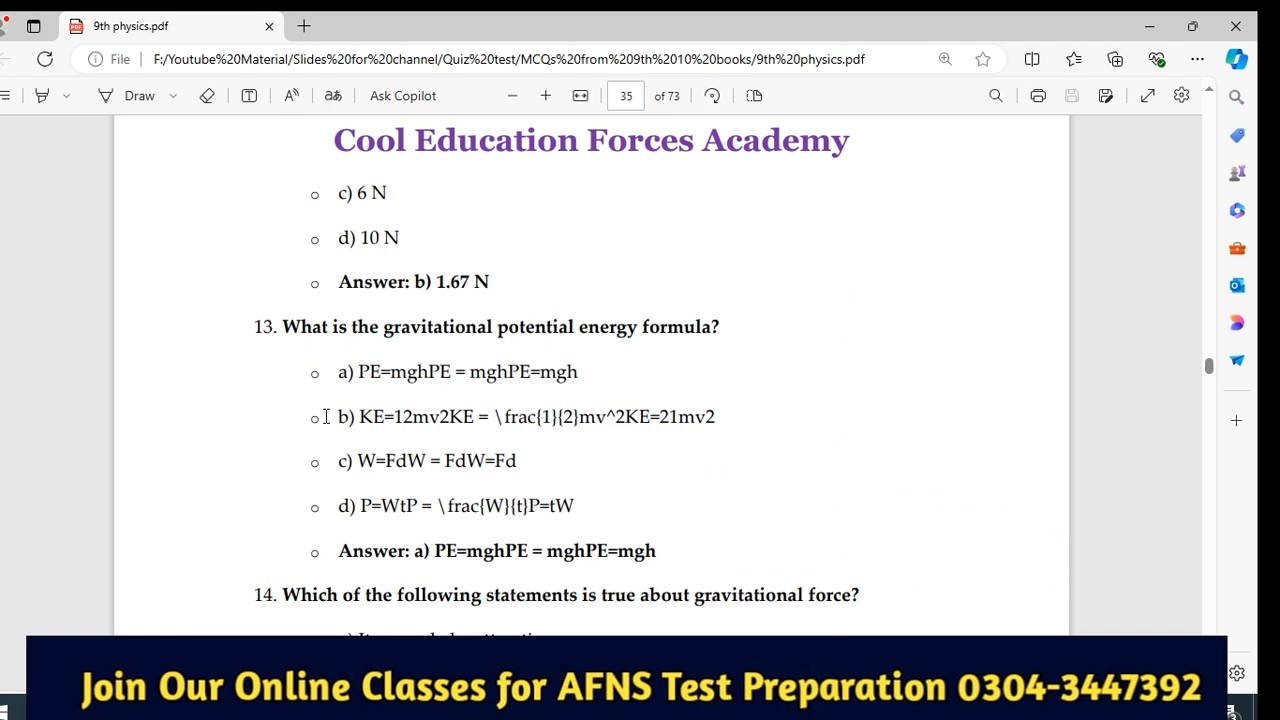 9th physics.pdf
File
F:/Youtube%20Material/Slides%20for%20channel/Quiz%20test/MCQs%20from%209th%2010%20books/9th%20physics.pdf
Draw
Ask Copilot
35 of 73
Cool Education Forces Academy
c) 6 N
d) 10 N
Answer: b) 1.67 N
13. What is the gravitational potential energy formula?
a) PE=mghPE = mghPE=mgh
b) KE=12mv2KE = \frac{1}{2}mv^2KE=21mv2
c) W=FdW = FdW=Fd
d) P=WtP = \frac{W}{t}P=tW
Answer: a) PE=mghPE = mghPE=mgh
14. Which of the following statements is true about gravitational force?
Join Our Online Classes for AFNS Test Preparation 0304-3447392